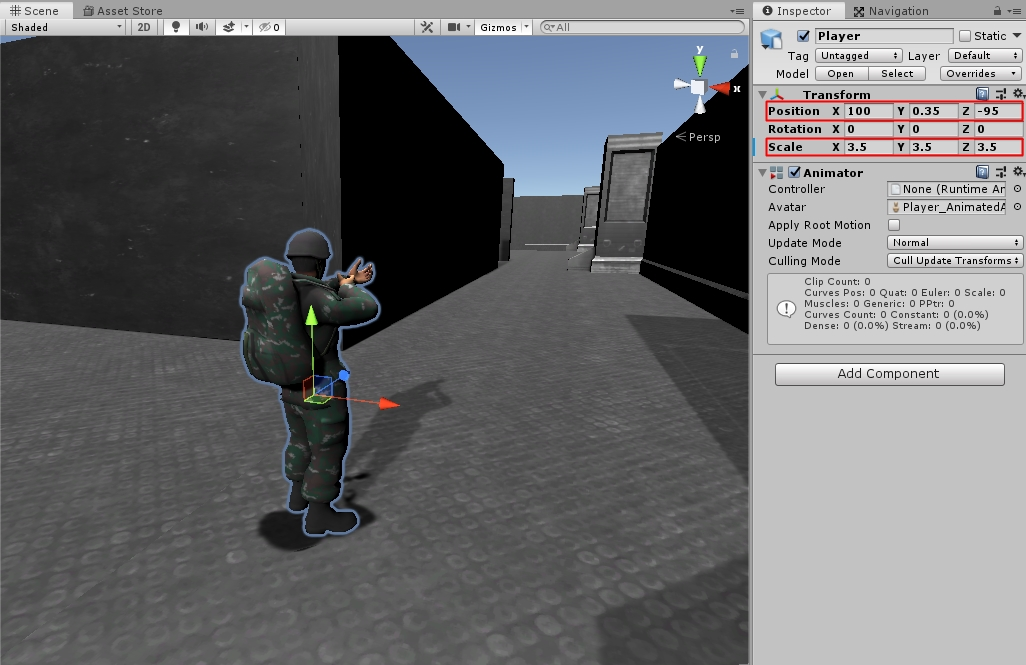 Scene Asset Store
Shaded 2D 0 Gizmos All
y
x
Persp
Inspector Navigation
Player Static
Tag Untagged Layer Default
Model Open Select Overrides
Transform
Position X 100 Y 0.35 Z -95
Rotation X 0 Y 0 Z 0
Scale X 3.5 Y 3.5 Z 3.5
Animator
Controller None (Runtime Ar
Avatar Player_AnimatedA
Apply Root Motion
Update Mode Normal
Culling Mode Cull Update Transforms
Clip Count: 0
Curves Pos: 0 Quat: 0 Euler: 0 Scale: 0
Muscles: 0 Generic: 0 PPtr: 0
Curves Count: 0 Constant: 0 (0.0%)
Dense: 0 (0.0%) Stream: 0 (0.0%)
Add Component